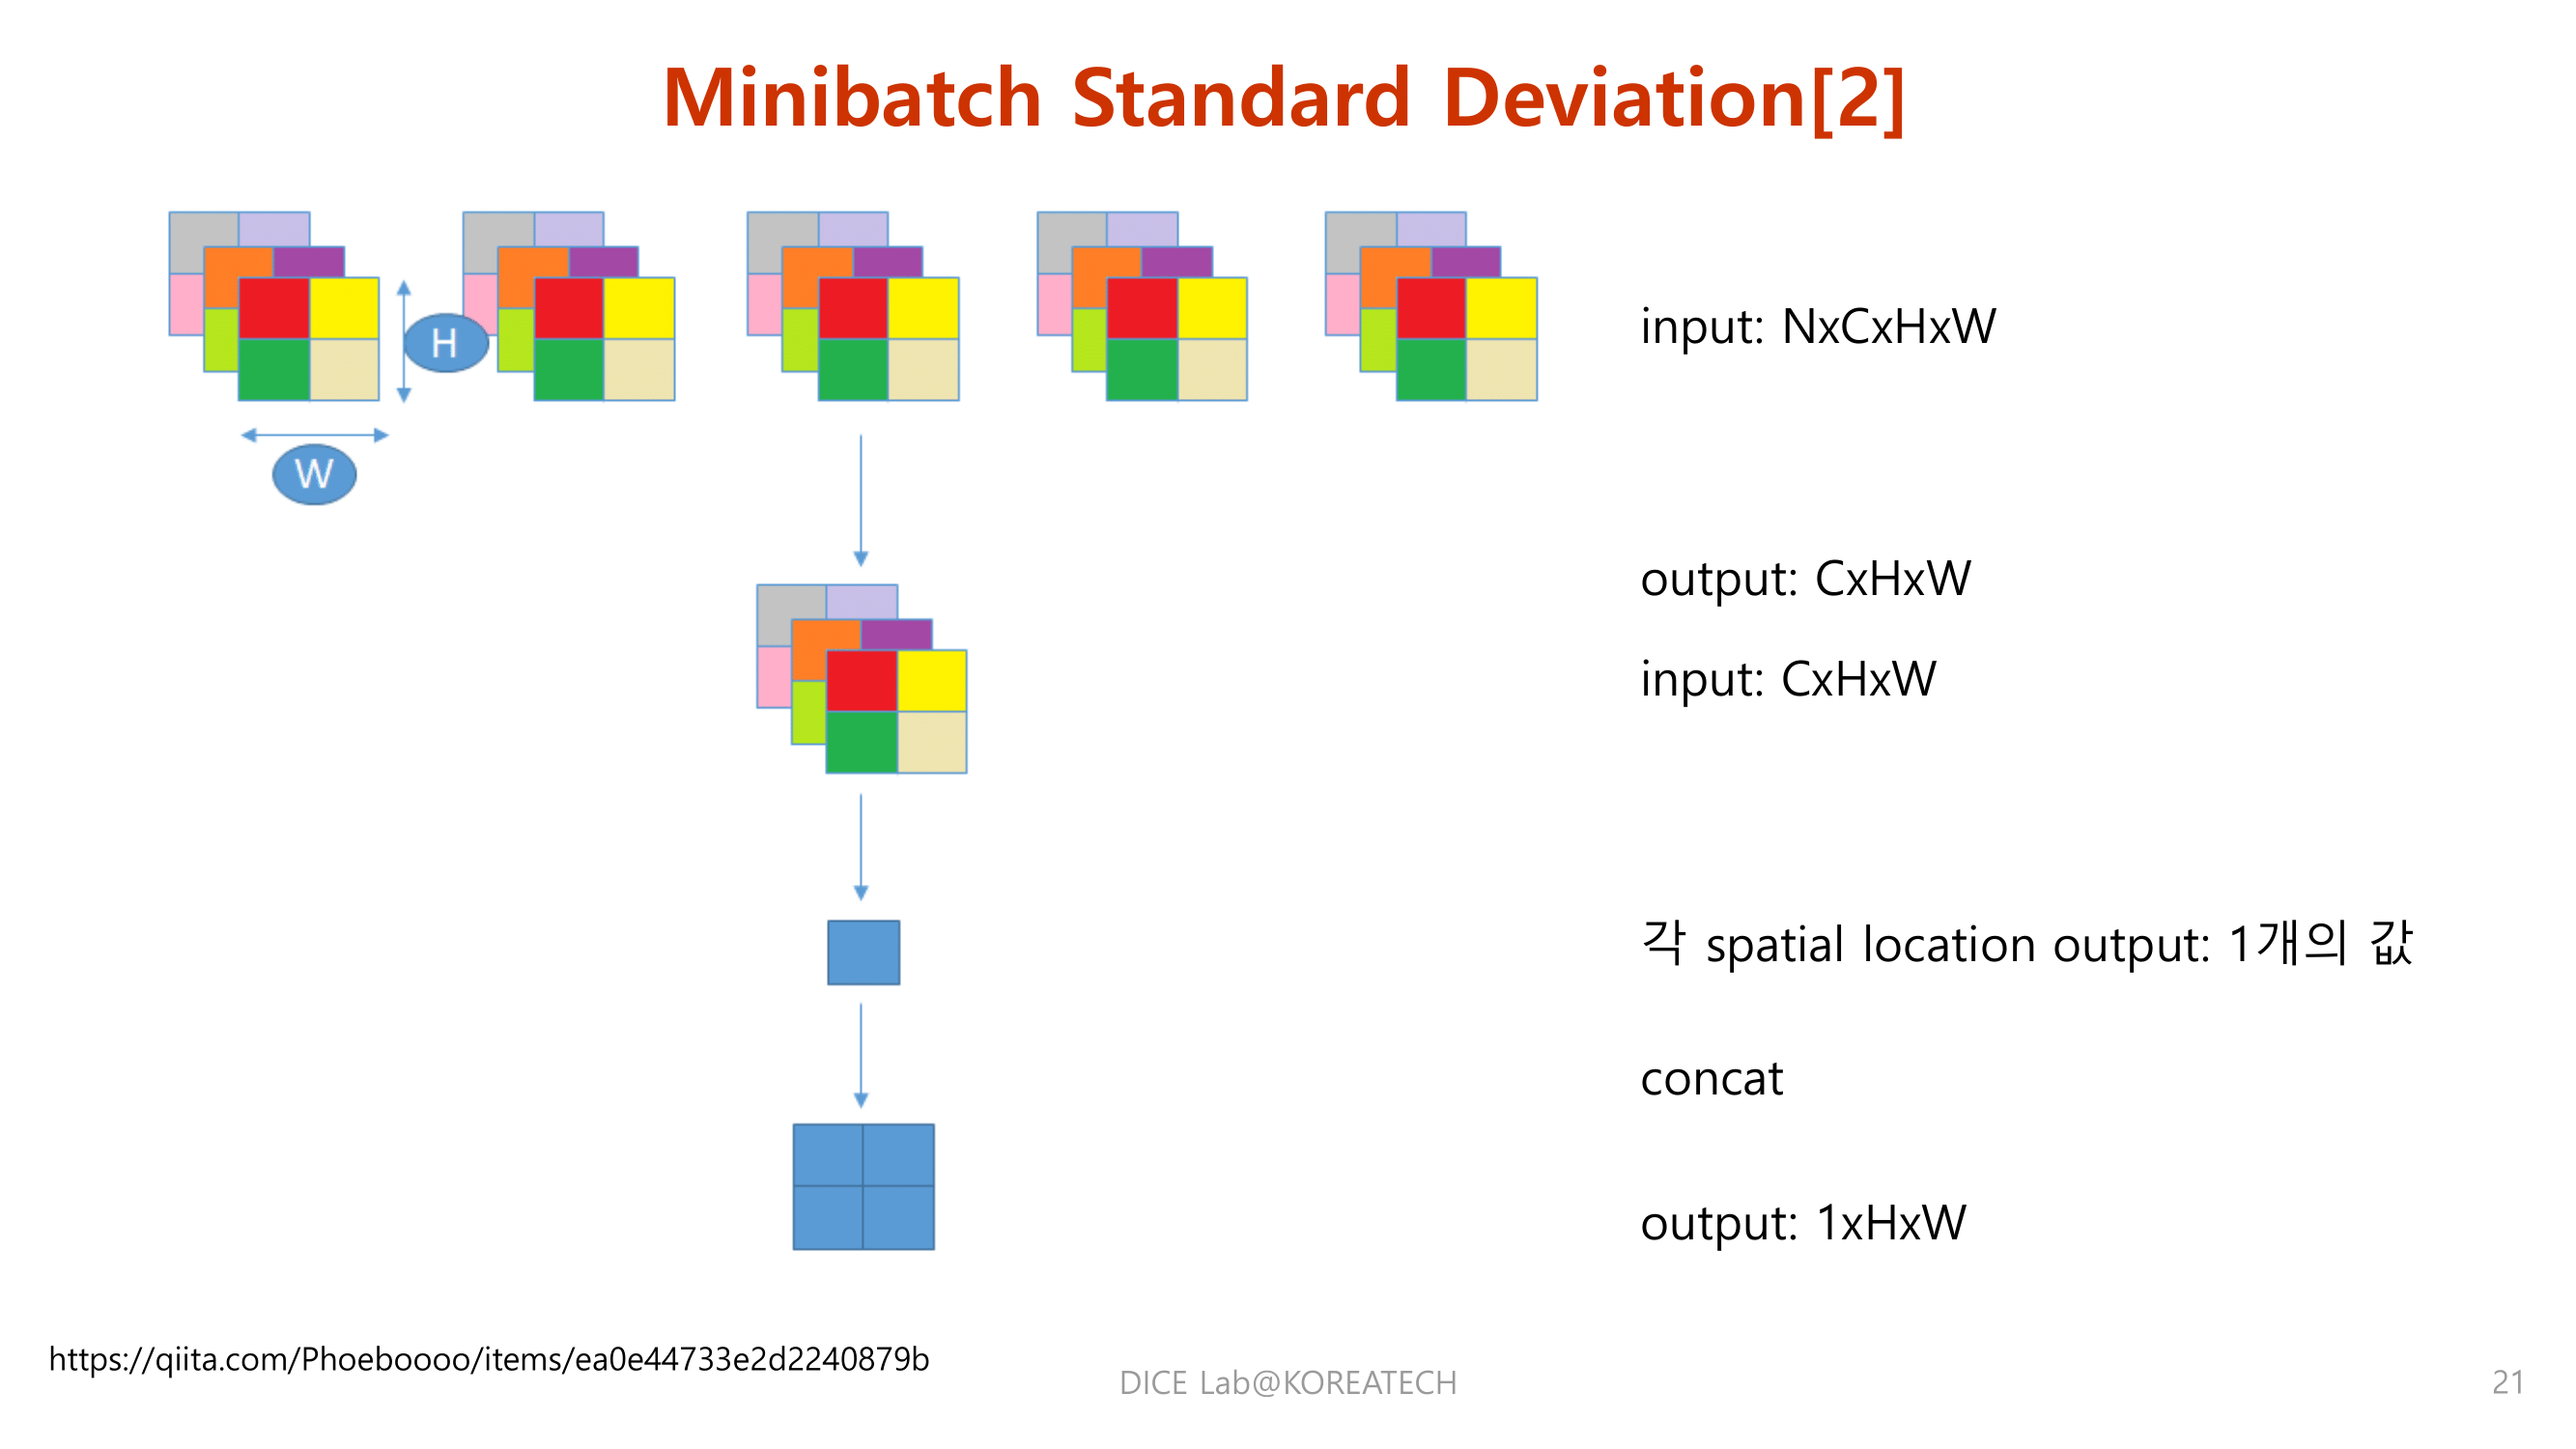 Minibatch Standard Deviation[2]
H
W
input: NxCxHxW
output: CxHxW
input: CxHxW
각 spatial location output: 1개의 값
concat
output: 1xHxW
https://qiita.com/Phoeboooo/items/ea0e44733e2d2240879b
DICE Lab@KOREATECH
21